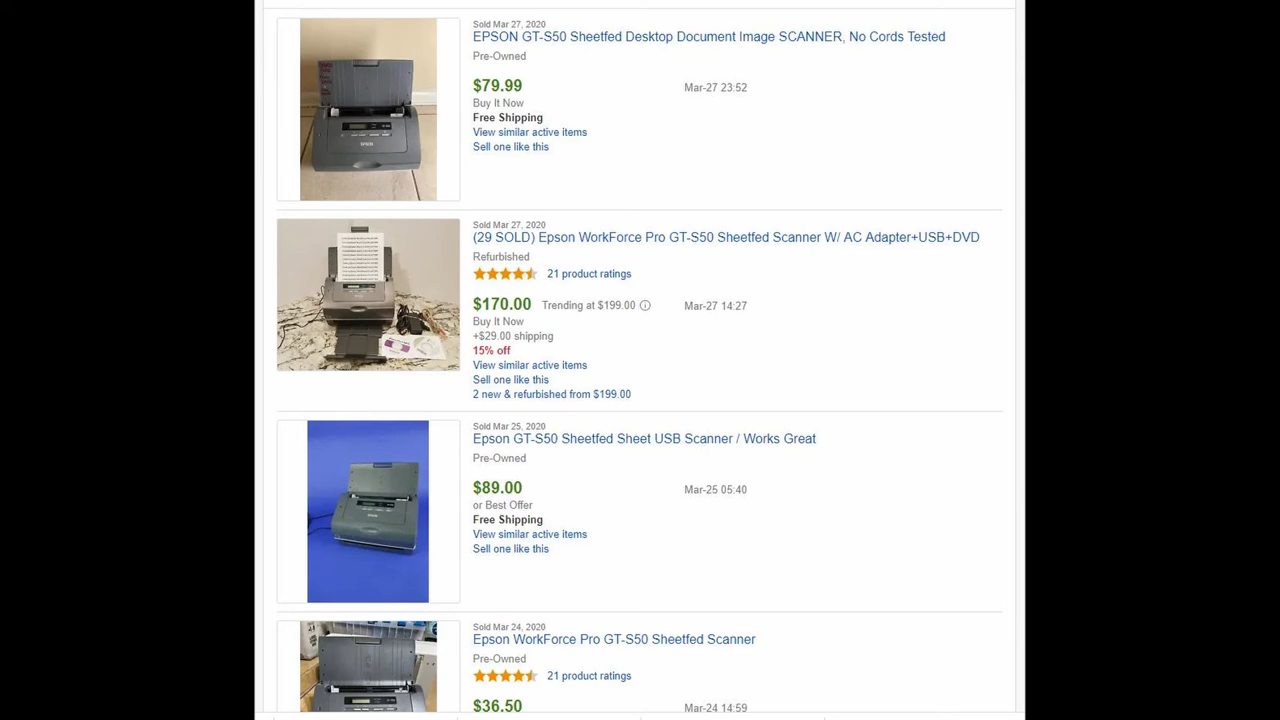 Sold Mar 27, 2020
EPSON GT-S50 Sheetfed Desktop Document Image SCANNER, No Cords Tested
Pre-Owned
$79.99 Mar-27 23:52
Buy It Now
Free Shipping
View similar active items
Sell one like this
Sold Mar 27, 2020
(29 SOLD) Epson WorkForce Pro GT-S50 Sheetfed Scanner W/ AC Adapter+USB+DVD
Refurbished
21 product ratings
$170.00 Trending at $199.00 Mar-27 14:27
Buy It Now
+$29.00 shipping
15% off
View similar active items
Sell one like this
2 new & refurbished from $199.00
Sold Mar 25, 2020
Epson GT-S50 Sheetfed Sheet USB Scanner / Works Great
Pre-Owned
$89.00 Mar-25 05:40
or Best Offer
Free Shipping
View similar active items
Sell one like this
Sold Mar 24, 2020
Epson WorkForce Pro GT-S50 Sheetfed Scanner
Pre-Owned
21 product ratings
$36.50 Mar-24 14:59